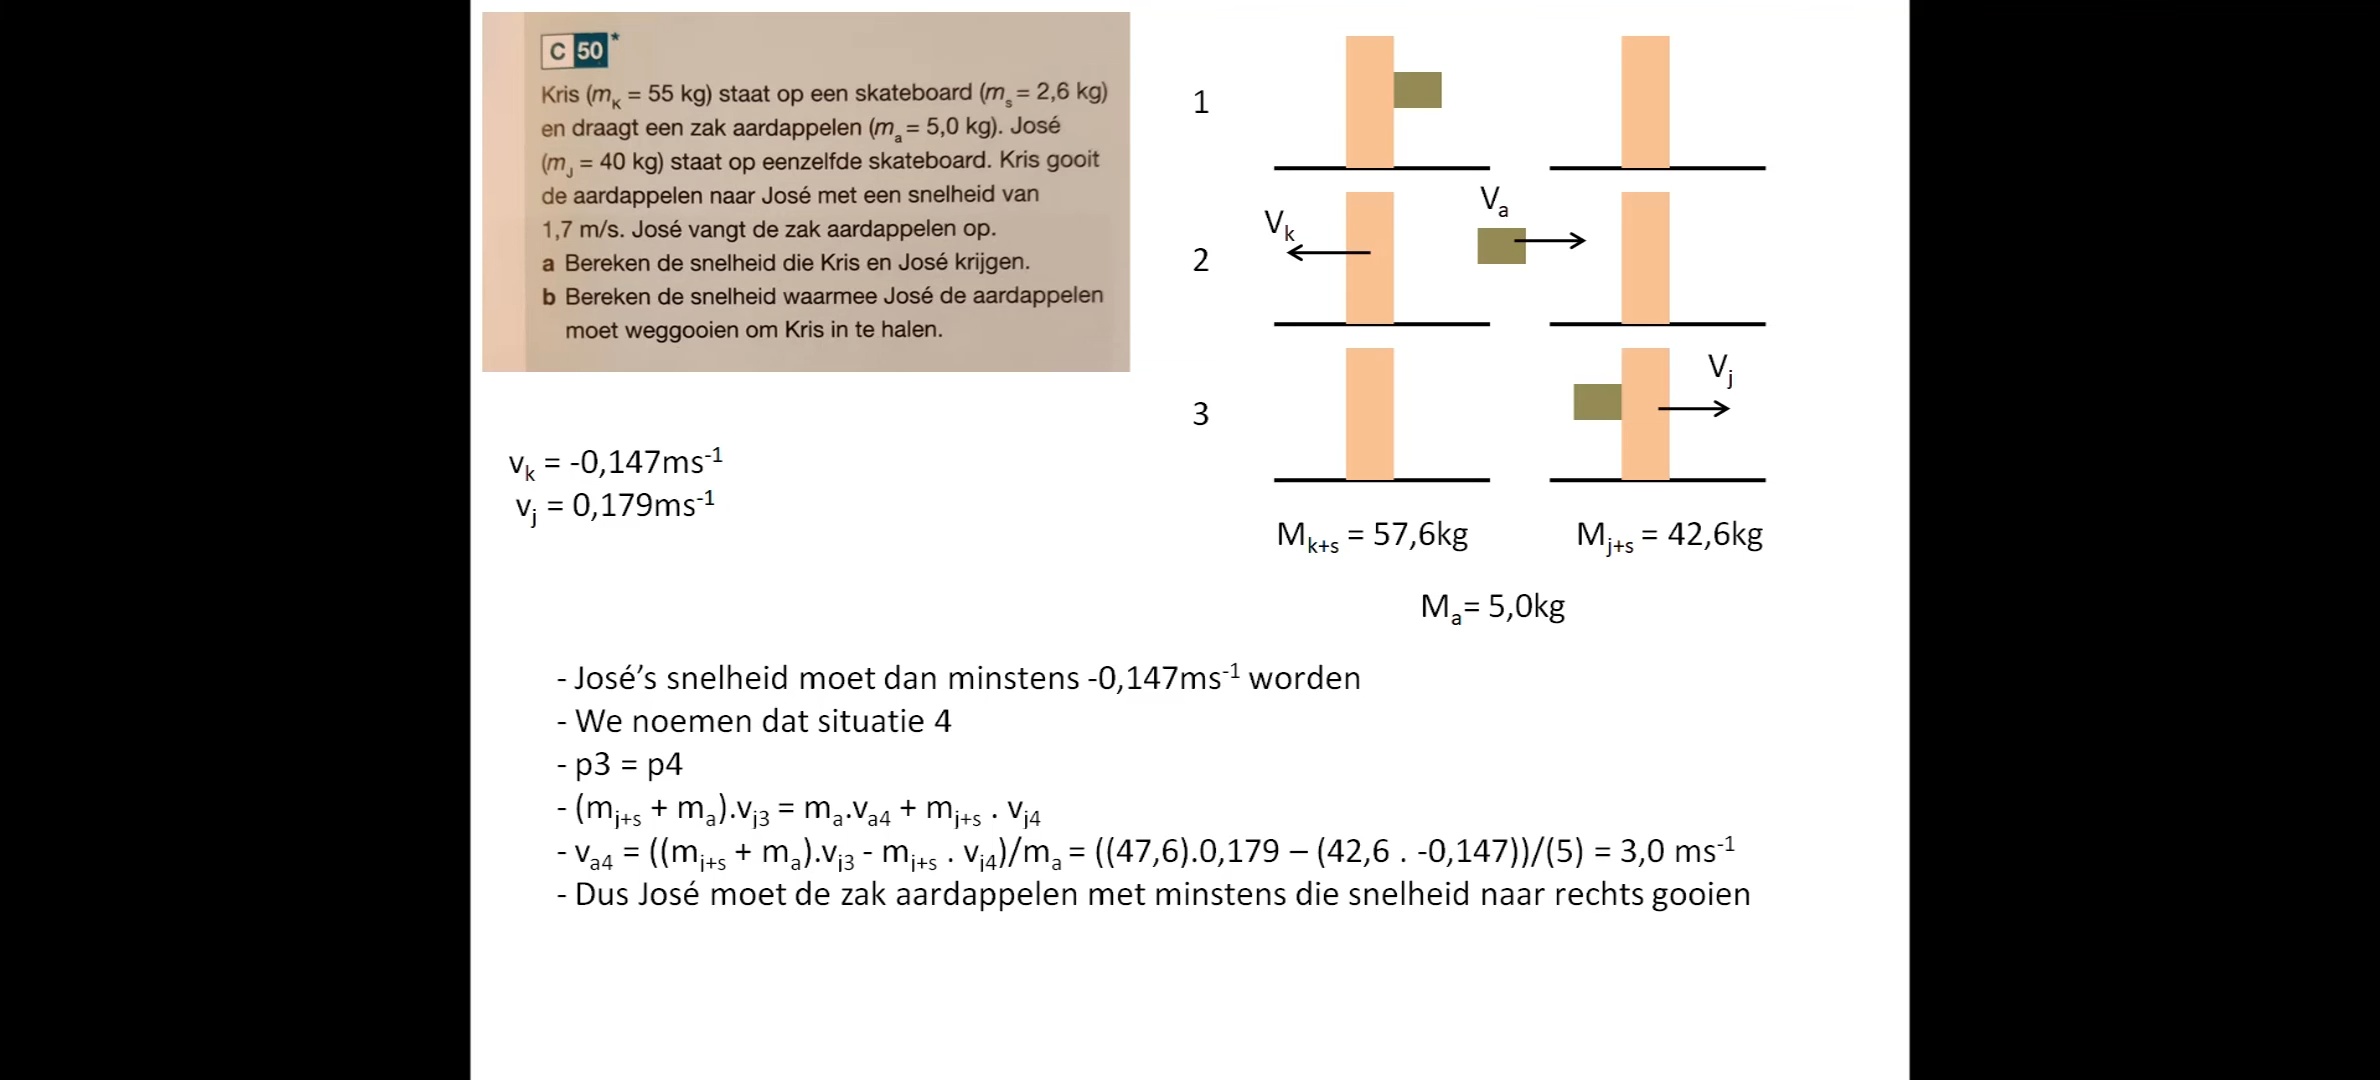 C 50 *
Kris (mK = 55 kg) staat op een skateboard (ms = 2,6 kg)
en draagt een zak aardappelen (ma = 5,0 kg). José
(mJ = 40 kg) staat op eenzelfde skateboard. Kris gooit
de aardappelen naar José met een snelheid van
1,7 m/s. José vangt de zak aardappelen op.
a Bereken de snelheid die Kris en José krijgen.
b Bereken de snelheid waarmee José de aardappelen
moet weggooien om Kris in te halen.
1
Va
Vk
2
Vj
3
vk = -0,147ms-1
vj = 0,179ms-1
Mk+s = 57,6kg
Mj+s = 42,6kg
Ma= 5,0kg
- José’s snelheid moet dan minstens -0,147ms-1 worden
- We noemen dat situatie 4
- p3 = p4
- (mj+s + ma).vj3 = ma.va4 + mj+s . vj4
- va4 = ((mj+s + ma).vj3 - mj+s . vj4)/ma = ((47,6).0,179 – (42,6 . -0,147))/(5) = 3,0 ms-1
- Dus José moet de zak aardappelen met minstens die snelheid naar rechts gooien